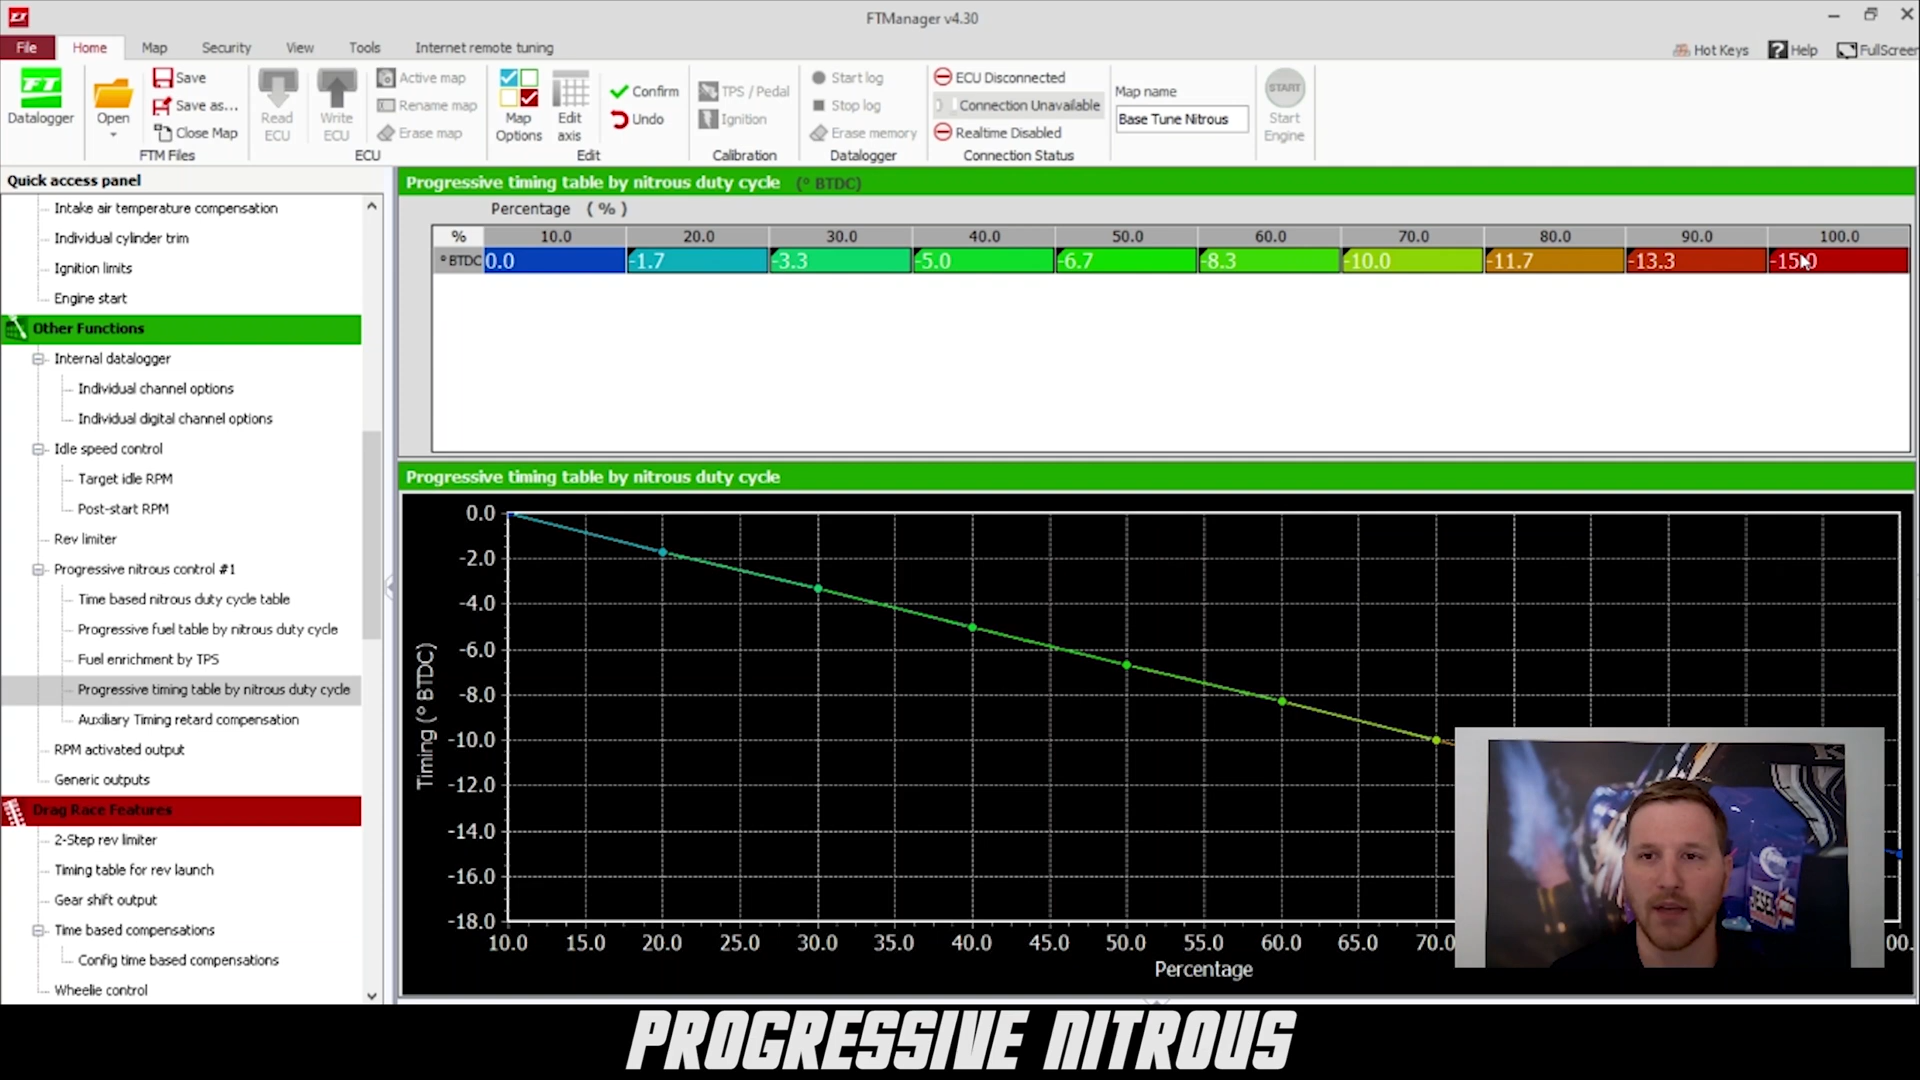 FTManager v4.30
File Home Map Security View Tools Internet remote tuning
Hot Keys Help FullScreen
Datalogger
Open
Save
Save as...
Close Map
FTM Files
Read ECU
Write ECU
Active map
Rename map
Erase map
ECU
Map Options
Edit axis
Confirm
Undo
Edit
TPS / Pedal
Ignition
Calibration
Start log
Stop log
Erase memory
Datalogger
ECU Disconnected
Connection Unavailable
Realtime Disabled
Connection Status
Map name
Base Tune Nitrous
START
Start Engine
Quick access panel
Intake air temperature compensation
Individual cylinder trim
Ignition limits
Engine start
Other Functions
Internal datalogger
Individual channel options
Individual digital channel options
Idle speed control
Target idle RPM
Post-start RPM
Rev limiter
Progressive nitrous control #1
Time based nitrous duty cycle table
Progressive fuel table by nitrous duty cycle
Fuel enrichment by TPS
Progressive timing table by nitrous duty cycle
Auxiliary Timing retard compensation
RPM activated output
Generic outputs
Drag Race Features
2-Step rev limiter
Timing table for rev launch
Gear shift output
Time based compensations
Config time based compensations
Wheelie control
Progressive timing table by nitrous duty cycle (° BTDC)
Percentage ( % )
% 10.0 20.0 30.0 40.0 50.0 60.0 70.0 80.0 90.0 100.0
° BTDC 0.0 -1.7 -3.3 -5.0 -6.7 -8.3 -10.0 -11.7 -13.3 -15.0
Progressive timing table by nitrous duty cycle
Timing (° BTDC)
0.0
-2.0
-4.0
-6.0
-8.0
-10.0
-12.0
-14.0
-16.0
-18.0
10.0 15.0 20.0 25.0 30.0 35.0 40.0 45.0 50.0 55.0 60.0 65.0 70.0 00.
Percentage
PROGRESSIVE NITROUS